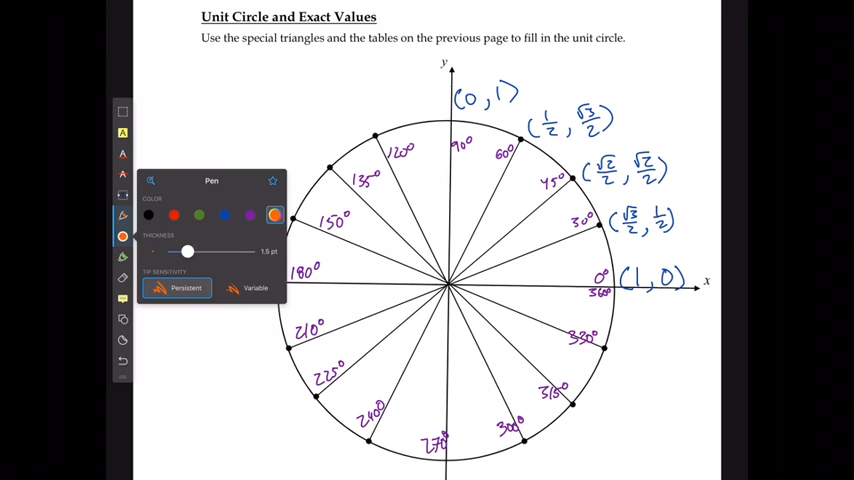 Unit Circle and Exact Values
Use the special triangles and the tables on the previous page to fill in the unit circle.
y
(0, 1)
(1/2, √3/2)
120°
90°
60°
135°
45°
(√2/2, √2/2)
150°
30°
(√3/2, 1/2)
180°
0°
360°
(1, 0)
x
210°
330°
225°
315°
240°
270°
300°
A
A
A
Pen
COLOR
THICKNESS
1.5 pt
TIP SENSITIVITY
Persistent
Variable